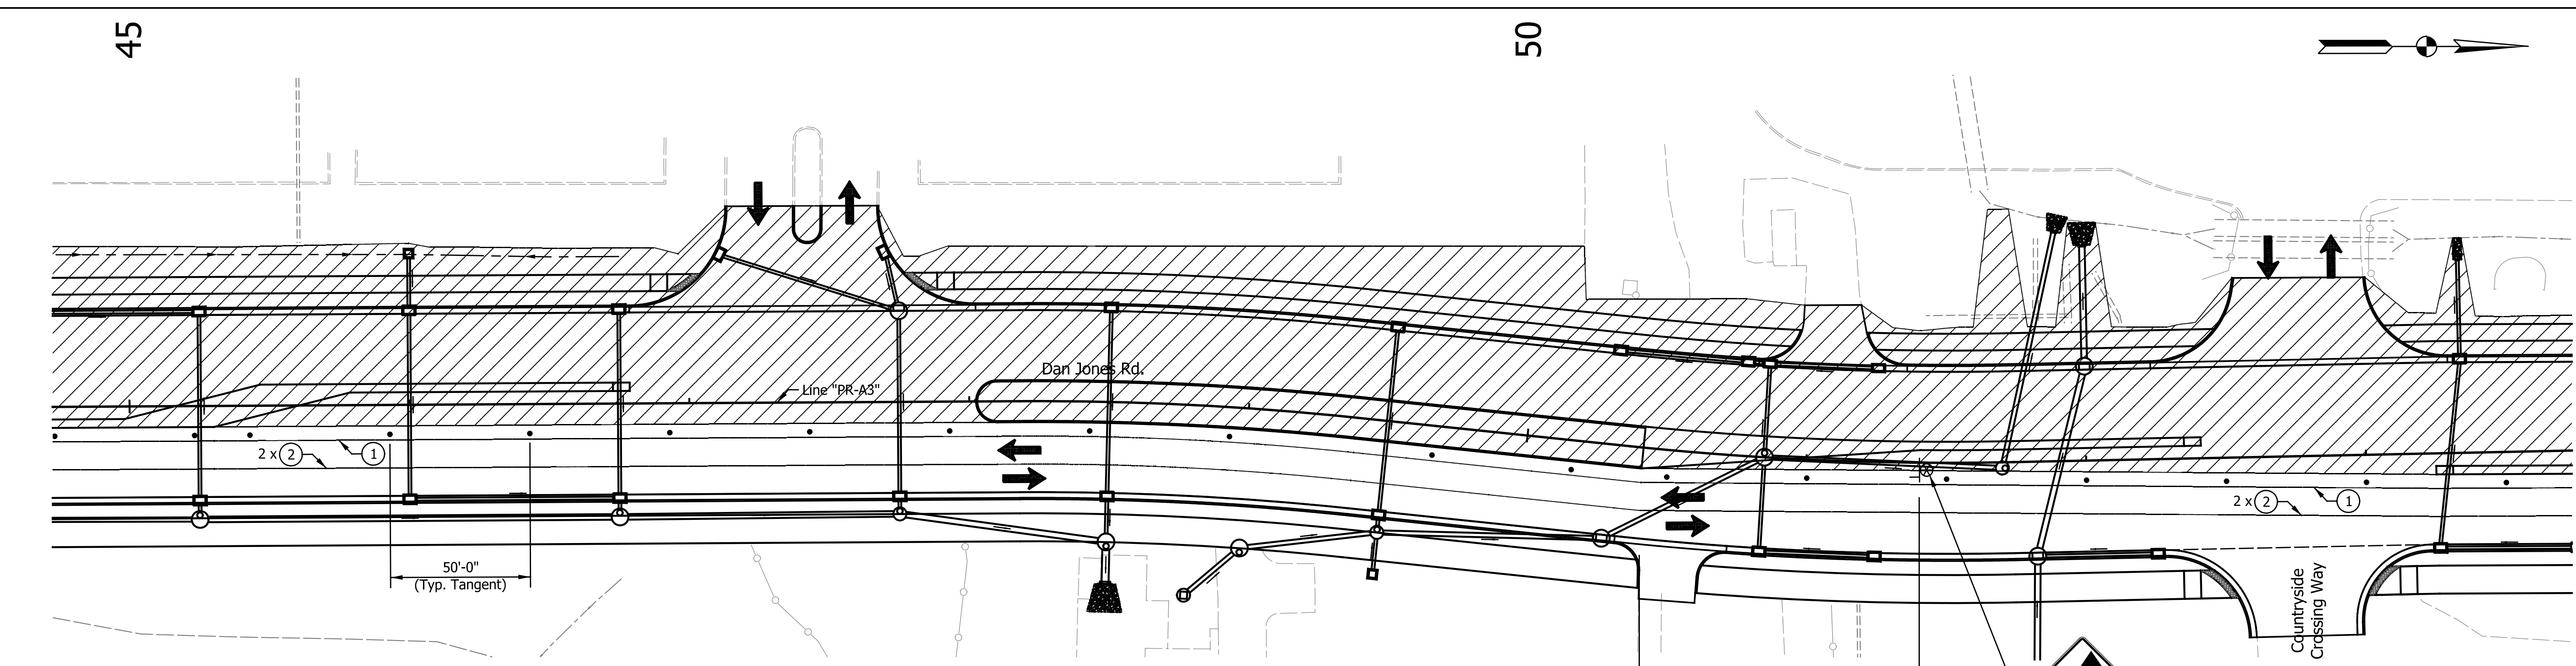 45
50
Dan Jones Rd.
Line "PR-A3"
2 x 2
1
2 x 2
1
50'-0"
(Typ. Tangent)
Countryside
Crossing Way